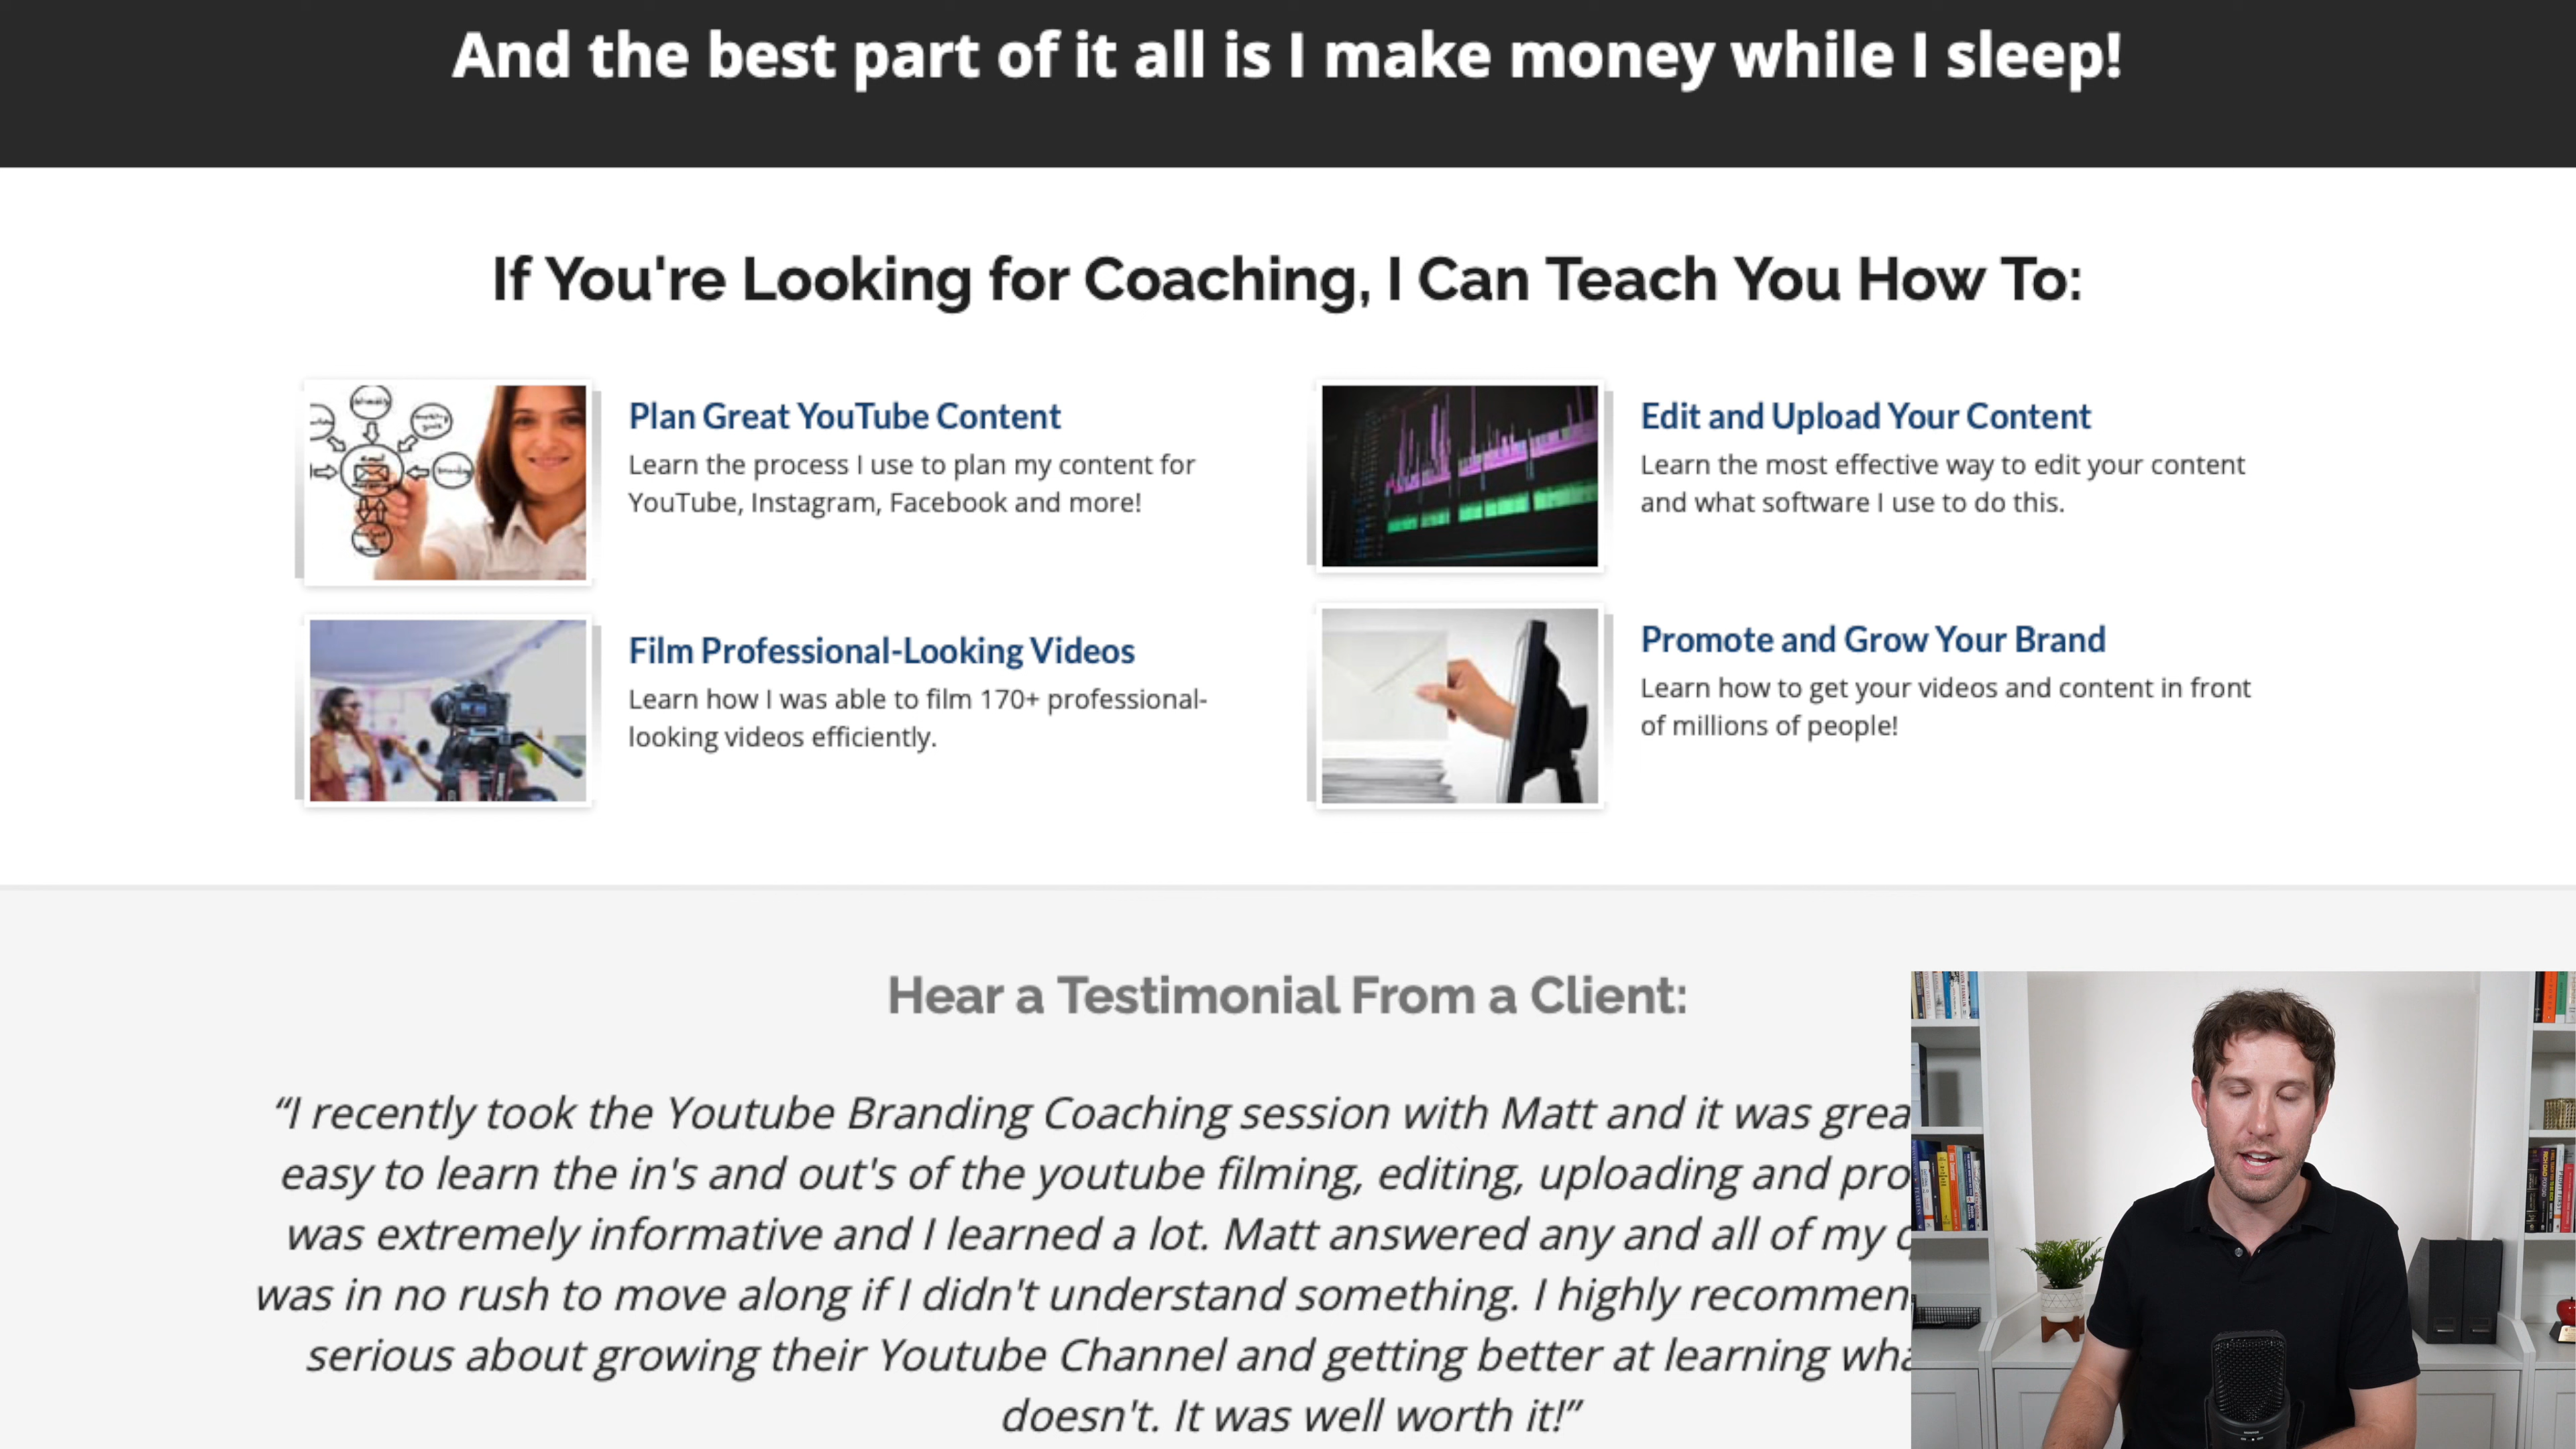 And the best part of it all is I make money while I sleep!
If You're Looking for Coaching, I Can Teach You How To:
Plan Great YouTube Content
Learn the process I use to plan my content for
YouTube, Instagram, Facebook and more!
Film Professional-Looking Videos
Learn how I was able to film 170+ professional-
looking videos efficiently.
Edit and Upload Your Content
Learn the most effective way to edit your content
and what software I use to do this.
Promote and Grow Your Brand
Learn how to get your videos and content in front
of millions of people!
Hear a Testimonial From a Client:
“I recently took the Youtube Branding Coaching session with Matt and it was
easy to learn the in's and out's of the youtube filming, editing, uploading and
was extremely informative and I learned a lot. Matt answered any and all of my
was in no rush to move along if I didn't understand something. I highly
serious about growing their Youtube Channel and getting better at learning
doesn't. It was well worth it!”